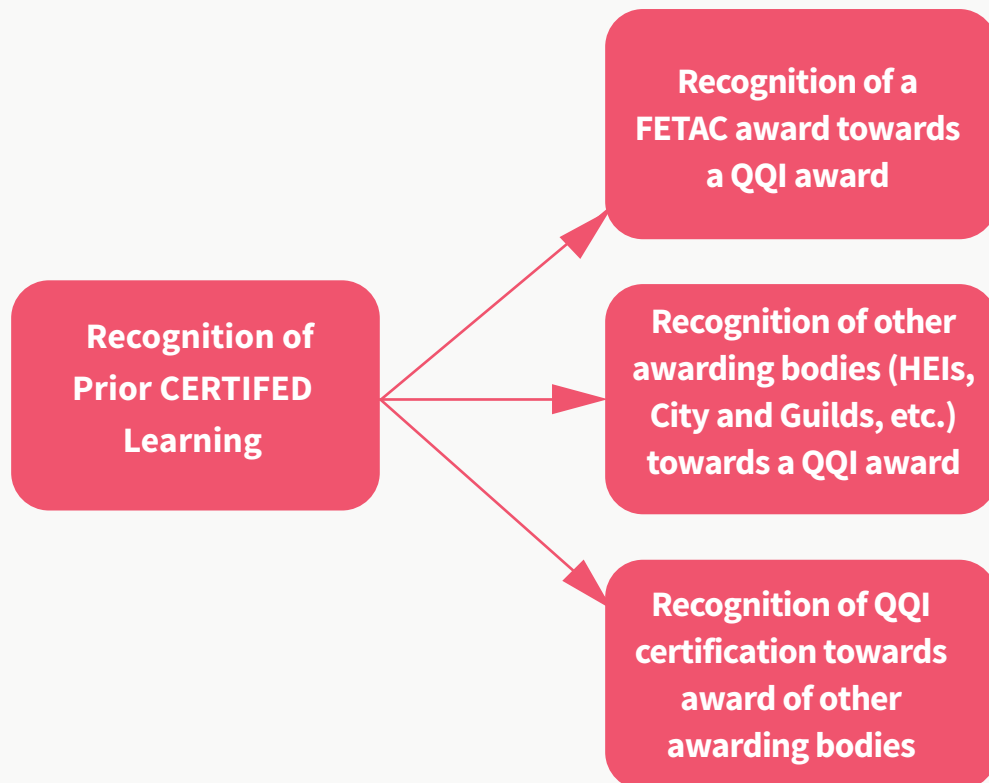 Recognition of
Prior CERTIFED
Learning
Recognition of a
FETAC award towards
a QQI award
Recognition of other
awarding bodies (HEIs,
City and Guilds, etc.)
towards a QQI award
Recognition of QQI
certification towards
award of other
awarding bodies